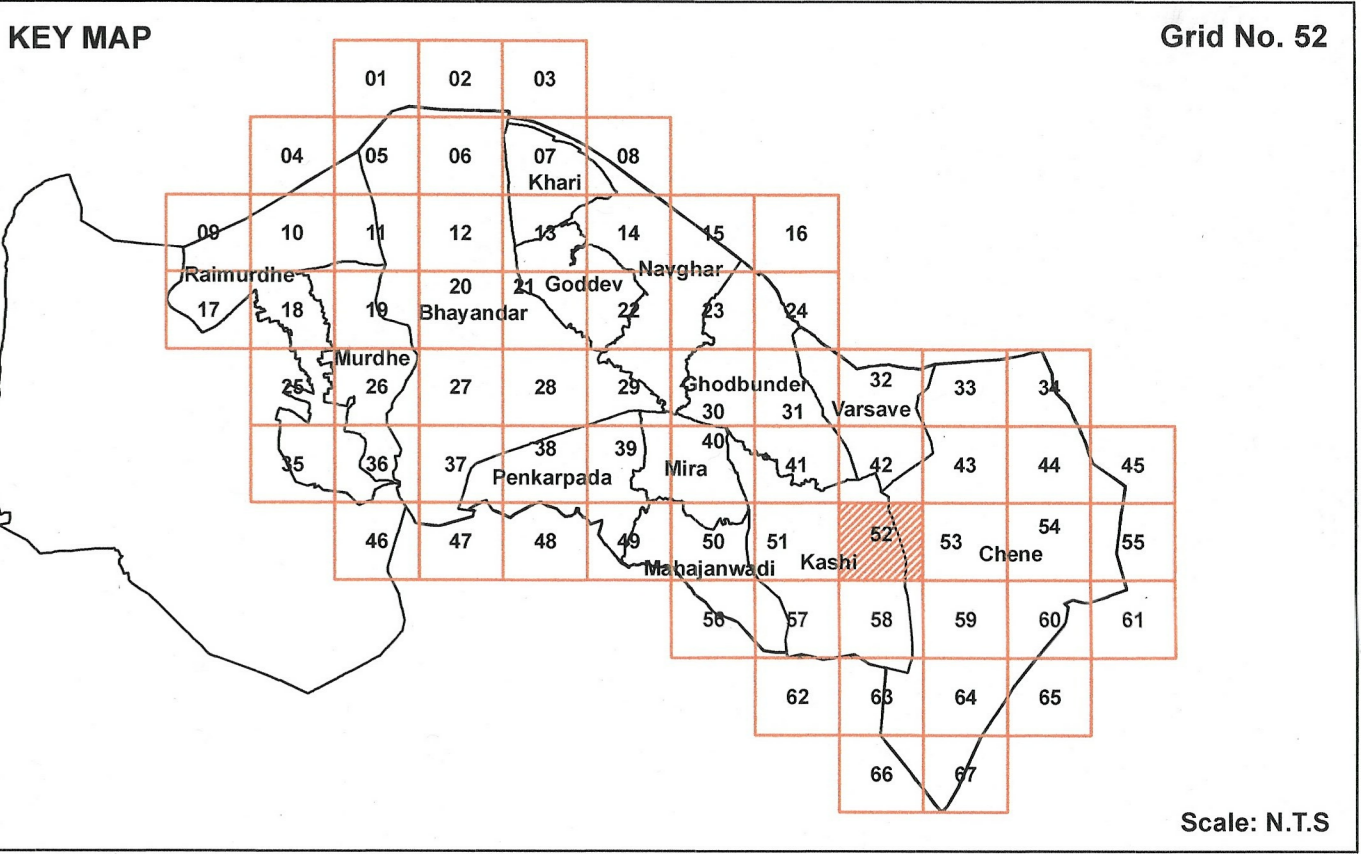 KEY MAP
Grid No. 52
01 02 03
04 05 06 07 08
Khari
09 10 11 12 13 14 15 16
Raimurdhe Goddev Navghar
17 18 19 20 21 22 23 24
Bhayandar
Murdhe
25 26 27 28 29 30 31 32 33 34
Ghodbunder Varsave
35 36 37 38 39 40 41 42 43 44 45
Penkarpada Mira
46 47 48 49 50 51 52 53 54 55
Mahajanwadi Kashi Chene
56 57 58 59 60 61
62 63 64 65
66 67
Scale: N.T.S